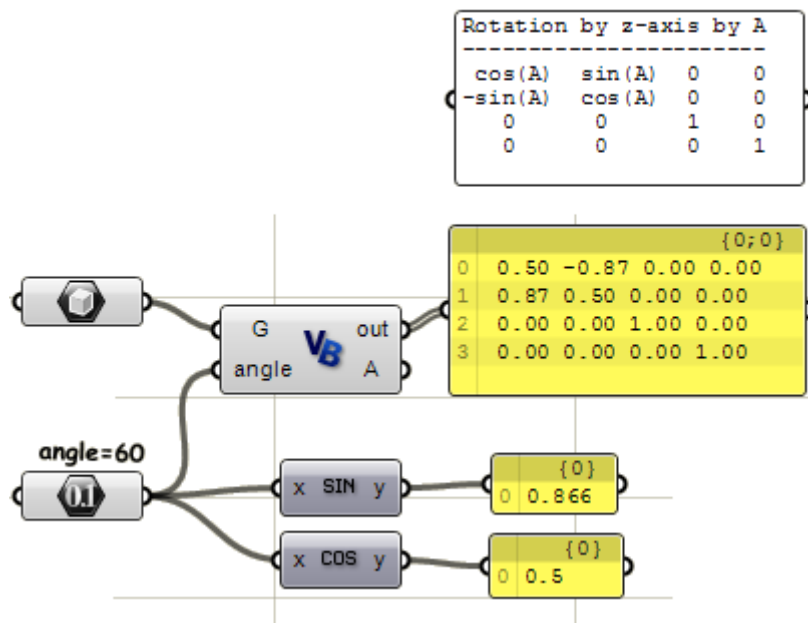 Rotation by z-axis by A
-----------------------
cos(A) sin(A) 0 0
-sin(A) cos(A) 0 0
0 0 1 0
0 0 0 1
{0;0}
0 0.50 -0.87 0.00 0.00
1 0.87 0.50 0.00 0.00
2 0.00 0.00 1.00 0.00
3 0.00 0.00 0.00 1.00
G VB out
angle A
angle=60
0.1
x SIN y
{0}
0 0.866
x COS y
{0}
0 0.5